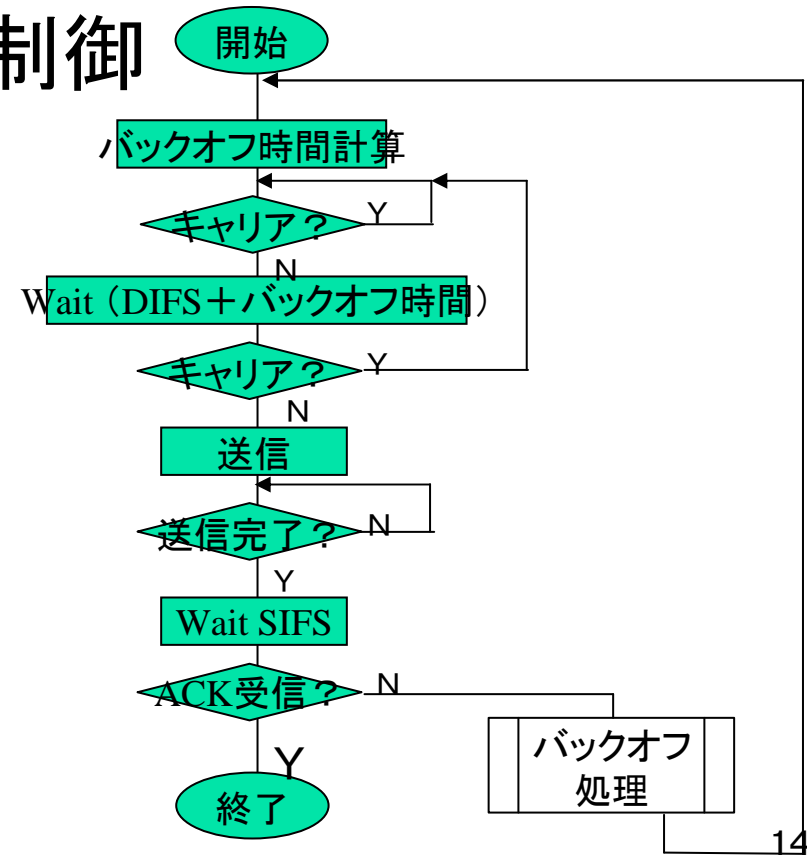 制御
開始
バックオフ時間計算
キャリア？
Y
N
Wait（DIFS＋バックオフ時間）
キャリア？
Y
N
送信
送信完了？
N
Y
Wait SIFS
ACK受信？
N
Y
バックオフ
処理
終了
14